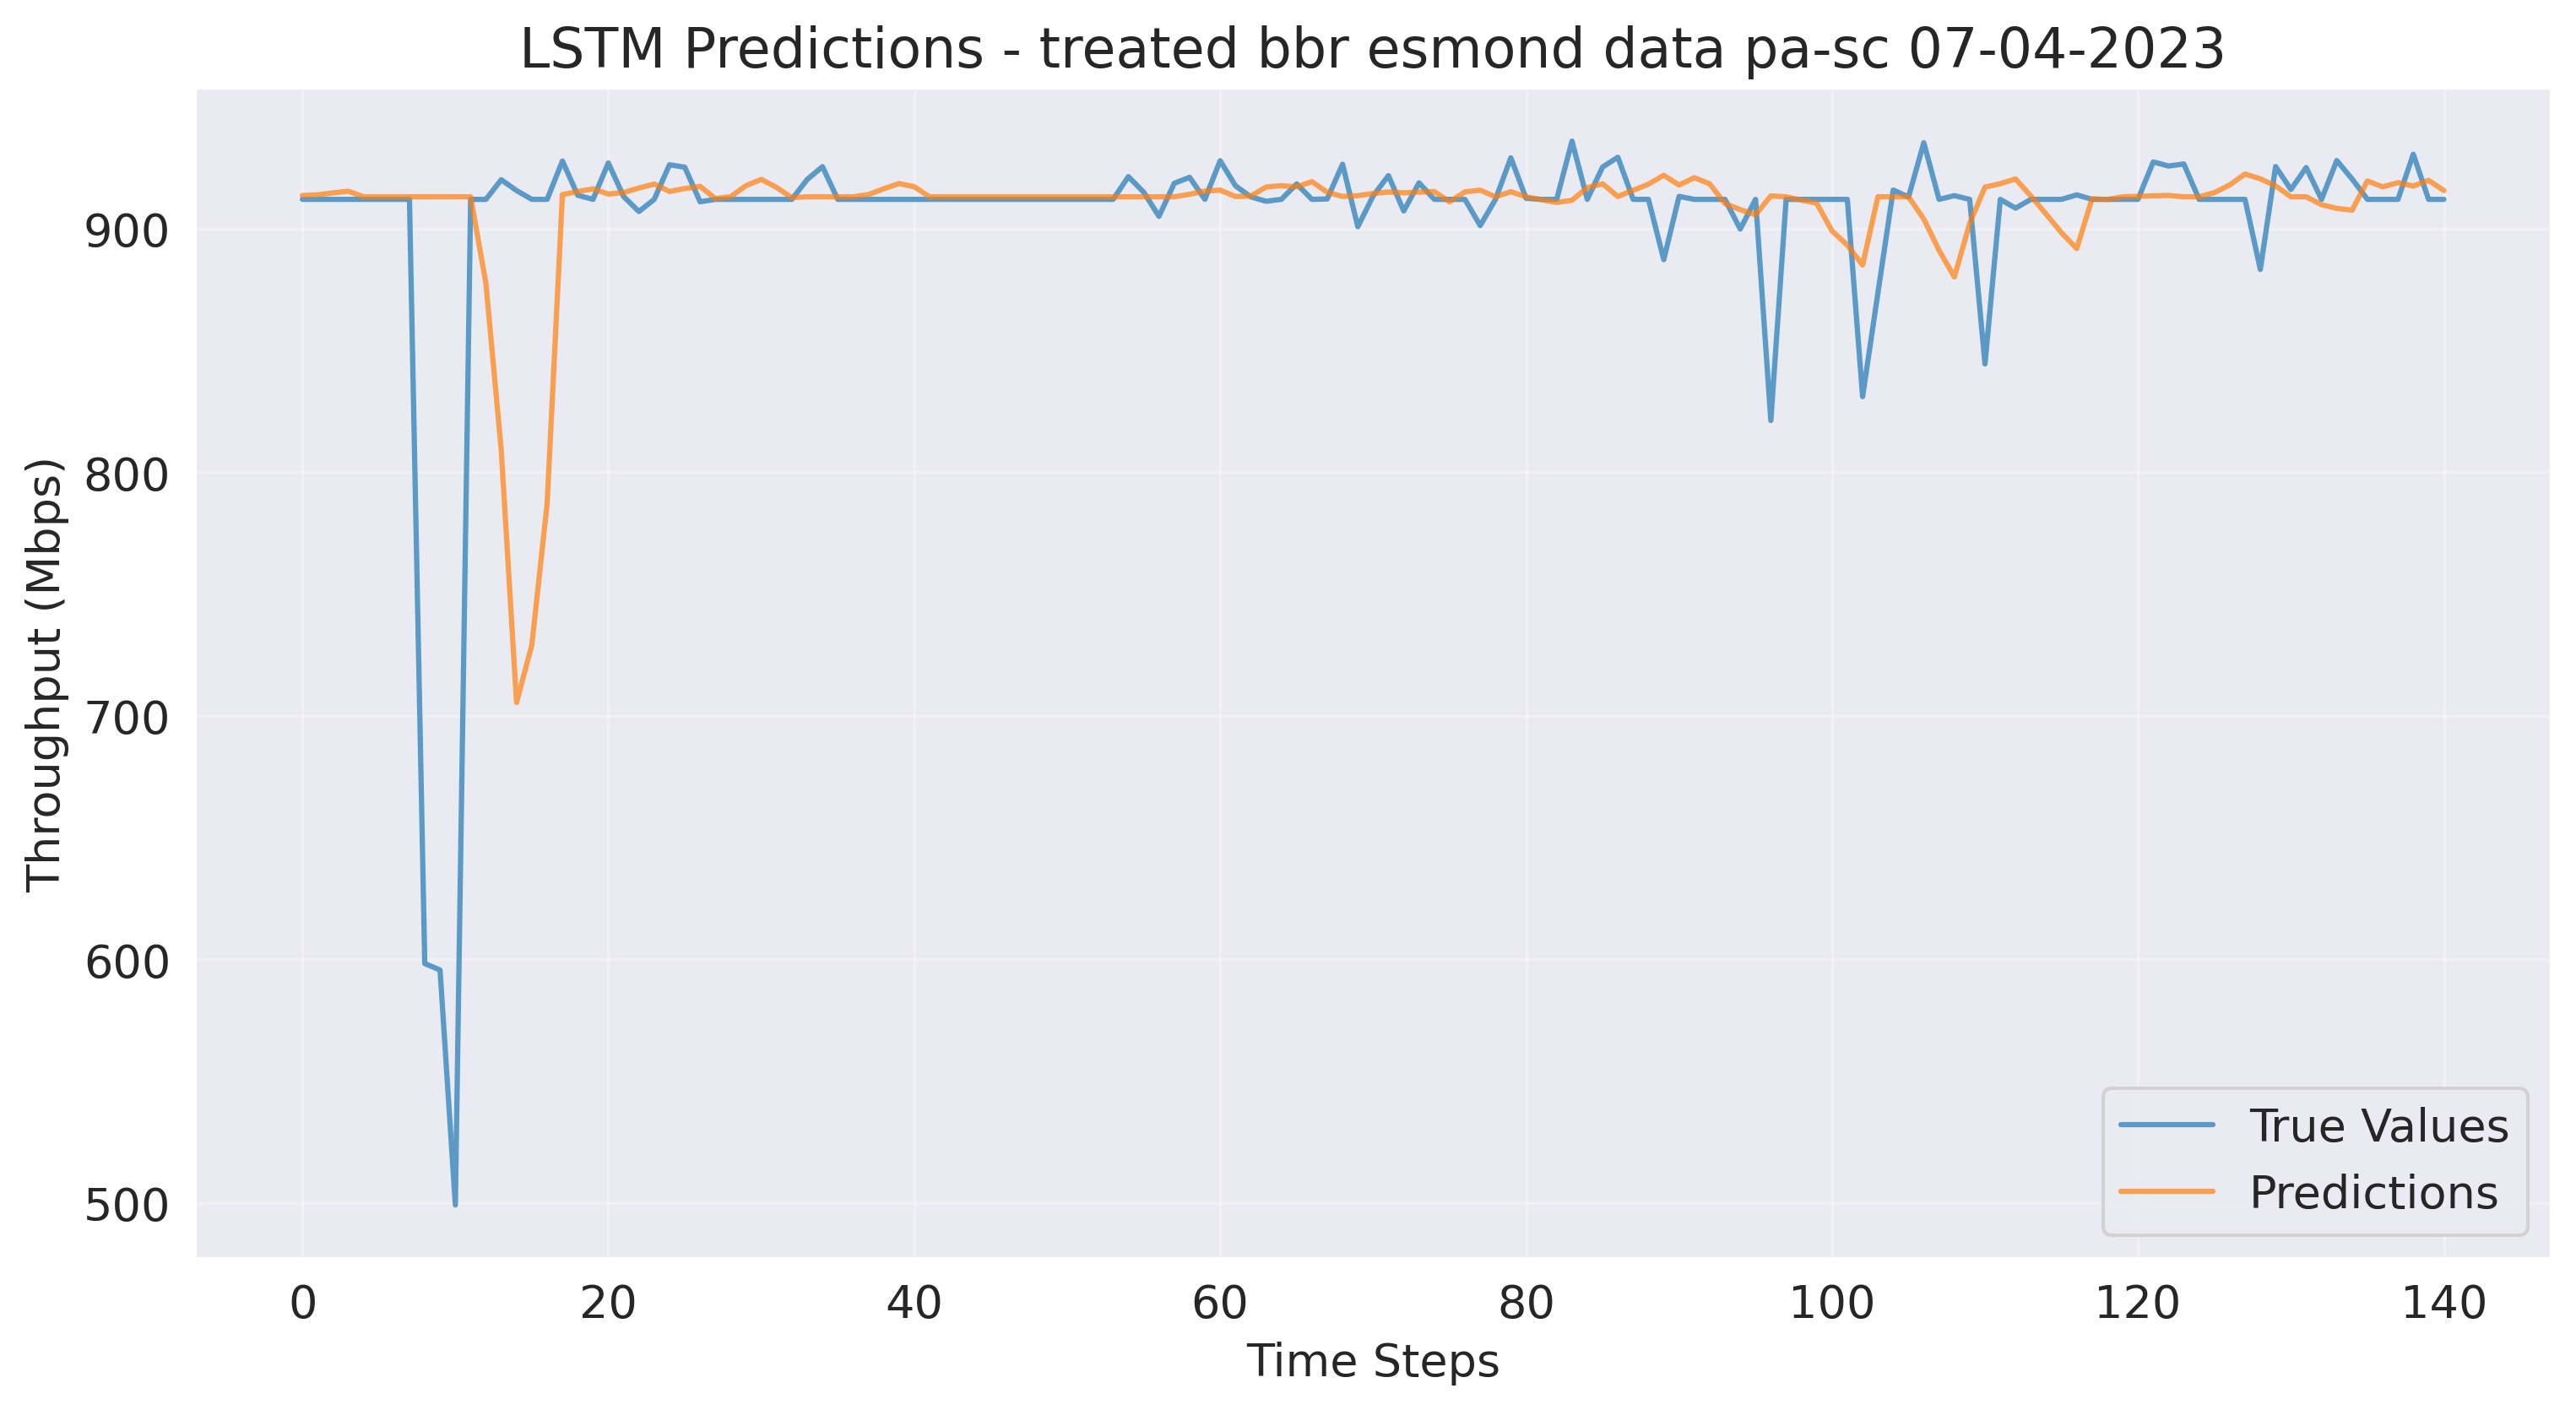 LSTM Predictions - treated bbr esmond data pa-sc 07-04-2023
Throughput (Mbps)
900
800
700
600
500
0 20 40 60 80 100 120 140
Time Steps
True Values
Predictions